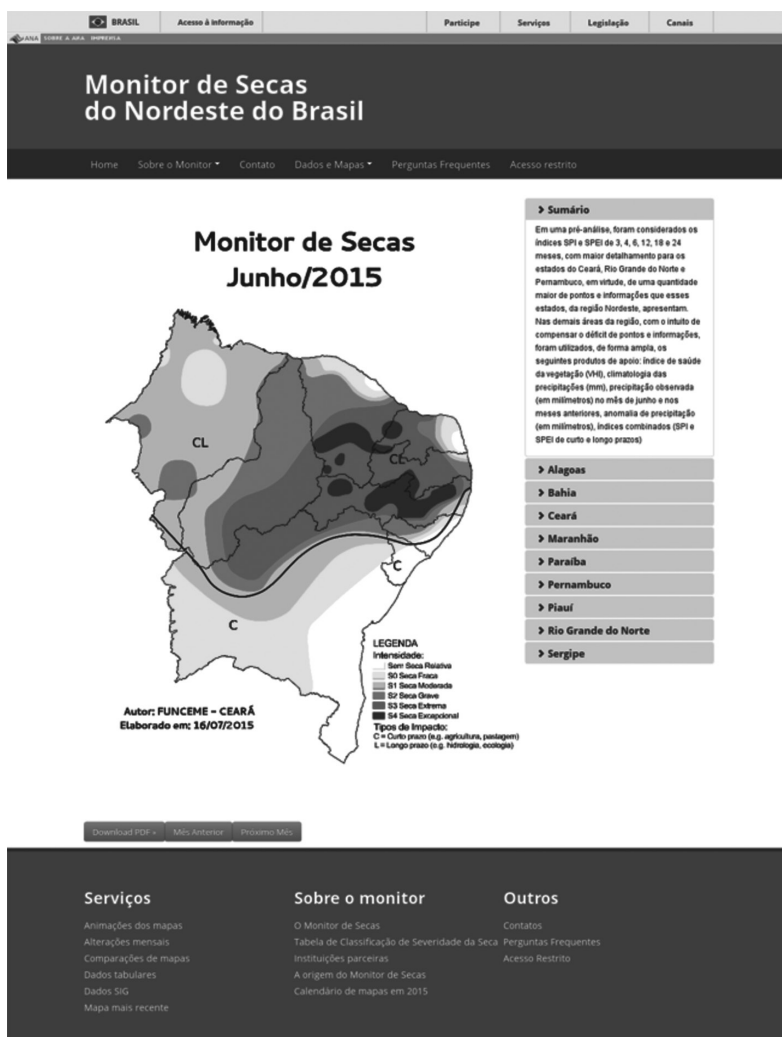 BRASIL Acesso à informação Participe Serviços Legislação Canais
ANA SOBRE A ANA IMPRENSA
Monitor de Secas
do Nordeste do Brasil
Home Sobre o Monitor Contato Dados e Mapas Perguntas Frequentes Acesso restrito
Monitor de Secas
Junho/2015
CL
CL
C
C
LEGENDA
Intensidade:
Sem Seca Relativa
S0 Seca Fraca
S1 Seca Moderada
S2 Seca Grave
S3 Seca Extrema
S4 Seca Excepcional
Tipos de Impacto:
C = Curto prazo (e.g. agricultura, pastagem)
L = Longo prazo (e.g. hidrologia, ecologia)
Autor: FUNCEME - CEARÁ
Elaborado em: 16/07/2015
Sumário
Em uma pré-análise, foram considerados os
índices SPI e SPEI de 3, 4, 6, 12, 18 e 24
meses, com maior detalhamento para os
estados do Ceará, Rio Grande do Norte e
Pernambuco, em virtude, de uma quantidade
maior de pontos e informações que esses
estados, da região Nordeste, apresentam.
Nas demais áreas da região, com o intuito de
compensar o déficit de pontos e informações,
foram utilizados, de forma ampla, os
seguintes produtos de apoio: índice de saúde
da vegetação (VHI), climatologia das
precipitações (mm), precipitação observada
(em milímetros) no mês de junho e nos
meses anteriores, anomalia de precipitação
(em milímetros), índices combinados (SPI e
SPEI de curto e longo prazos)
Alagoas
Bahia
Ceará
Maranhão
Paraíba
Pernambuco
Piauí
Rio Grande do Norte
Sergipe
Download PDF » Mês Anterior Próximo Mês
Serviços
Animações dos mapas
Alterações mensais
Comparações de mapas
Dados tabulares
Dados SIG
Mapa mais recente
Sobre o monitor
O Monitor de Secas
Tabela de Classificação de Severidade da Seca
Instituições parceiras
A origem do Monitor de Secas
Calendário de mapas em 2015
Outros
Contatos
Perguntas Frequentes
Acesso Restrito